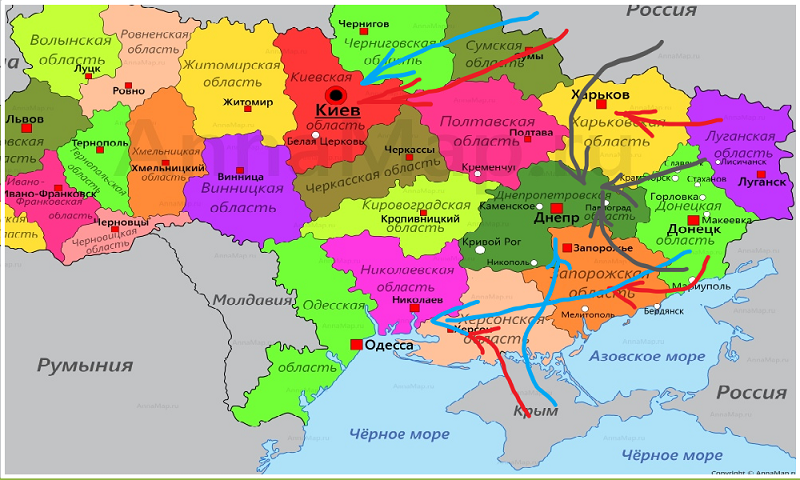 Россия
Чернигов
Ровненская
область
Волынская
область
Черниговская
область
Сумская
область
Сумы
Луцк
Ровно
Житомирская
область
Житомир
Киевская
Киев
область
Белая Церковь
Харьков
Харьковская
область
Полтавская
область
Полтава
Луганская
область
Луганск
Львов
Тернополь
Тернопольская
область
Хмельницкая
область
Хмельницкий
Винница
Винницкая
область
Черкассы
Черкасская область
Кременчуг
Лисичанск
Стаханов
Горловка
Макеевка
Донецкая
Донецк
область
Ивано-
Ивано-Франковск
Франковская
область
Черновцы
Черновицкая
область
Кировоградская
область
Кропивницкий
Днепропетровская
область
Каменское
Днепр
Кривой Рог
Никополь
Запорожье
Запорожская
область
Мариуполь
Бердянск
Мелитополь
Николаевская
область
Николаев
Херсонская
область
Херсон
Молдавия
Одесская
Одесса
область
Румыния
Азовское море
Россия
Крым
Чёрное море
Чёрное море
AnnaMap.ru
Copyright © AnnaMap.ru